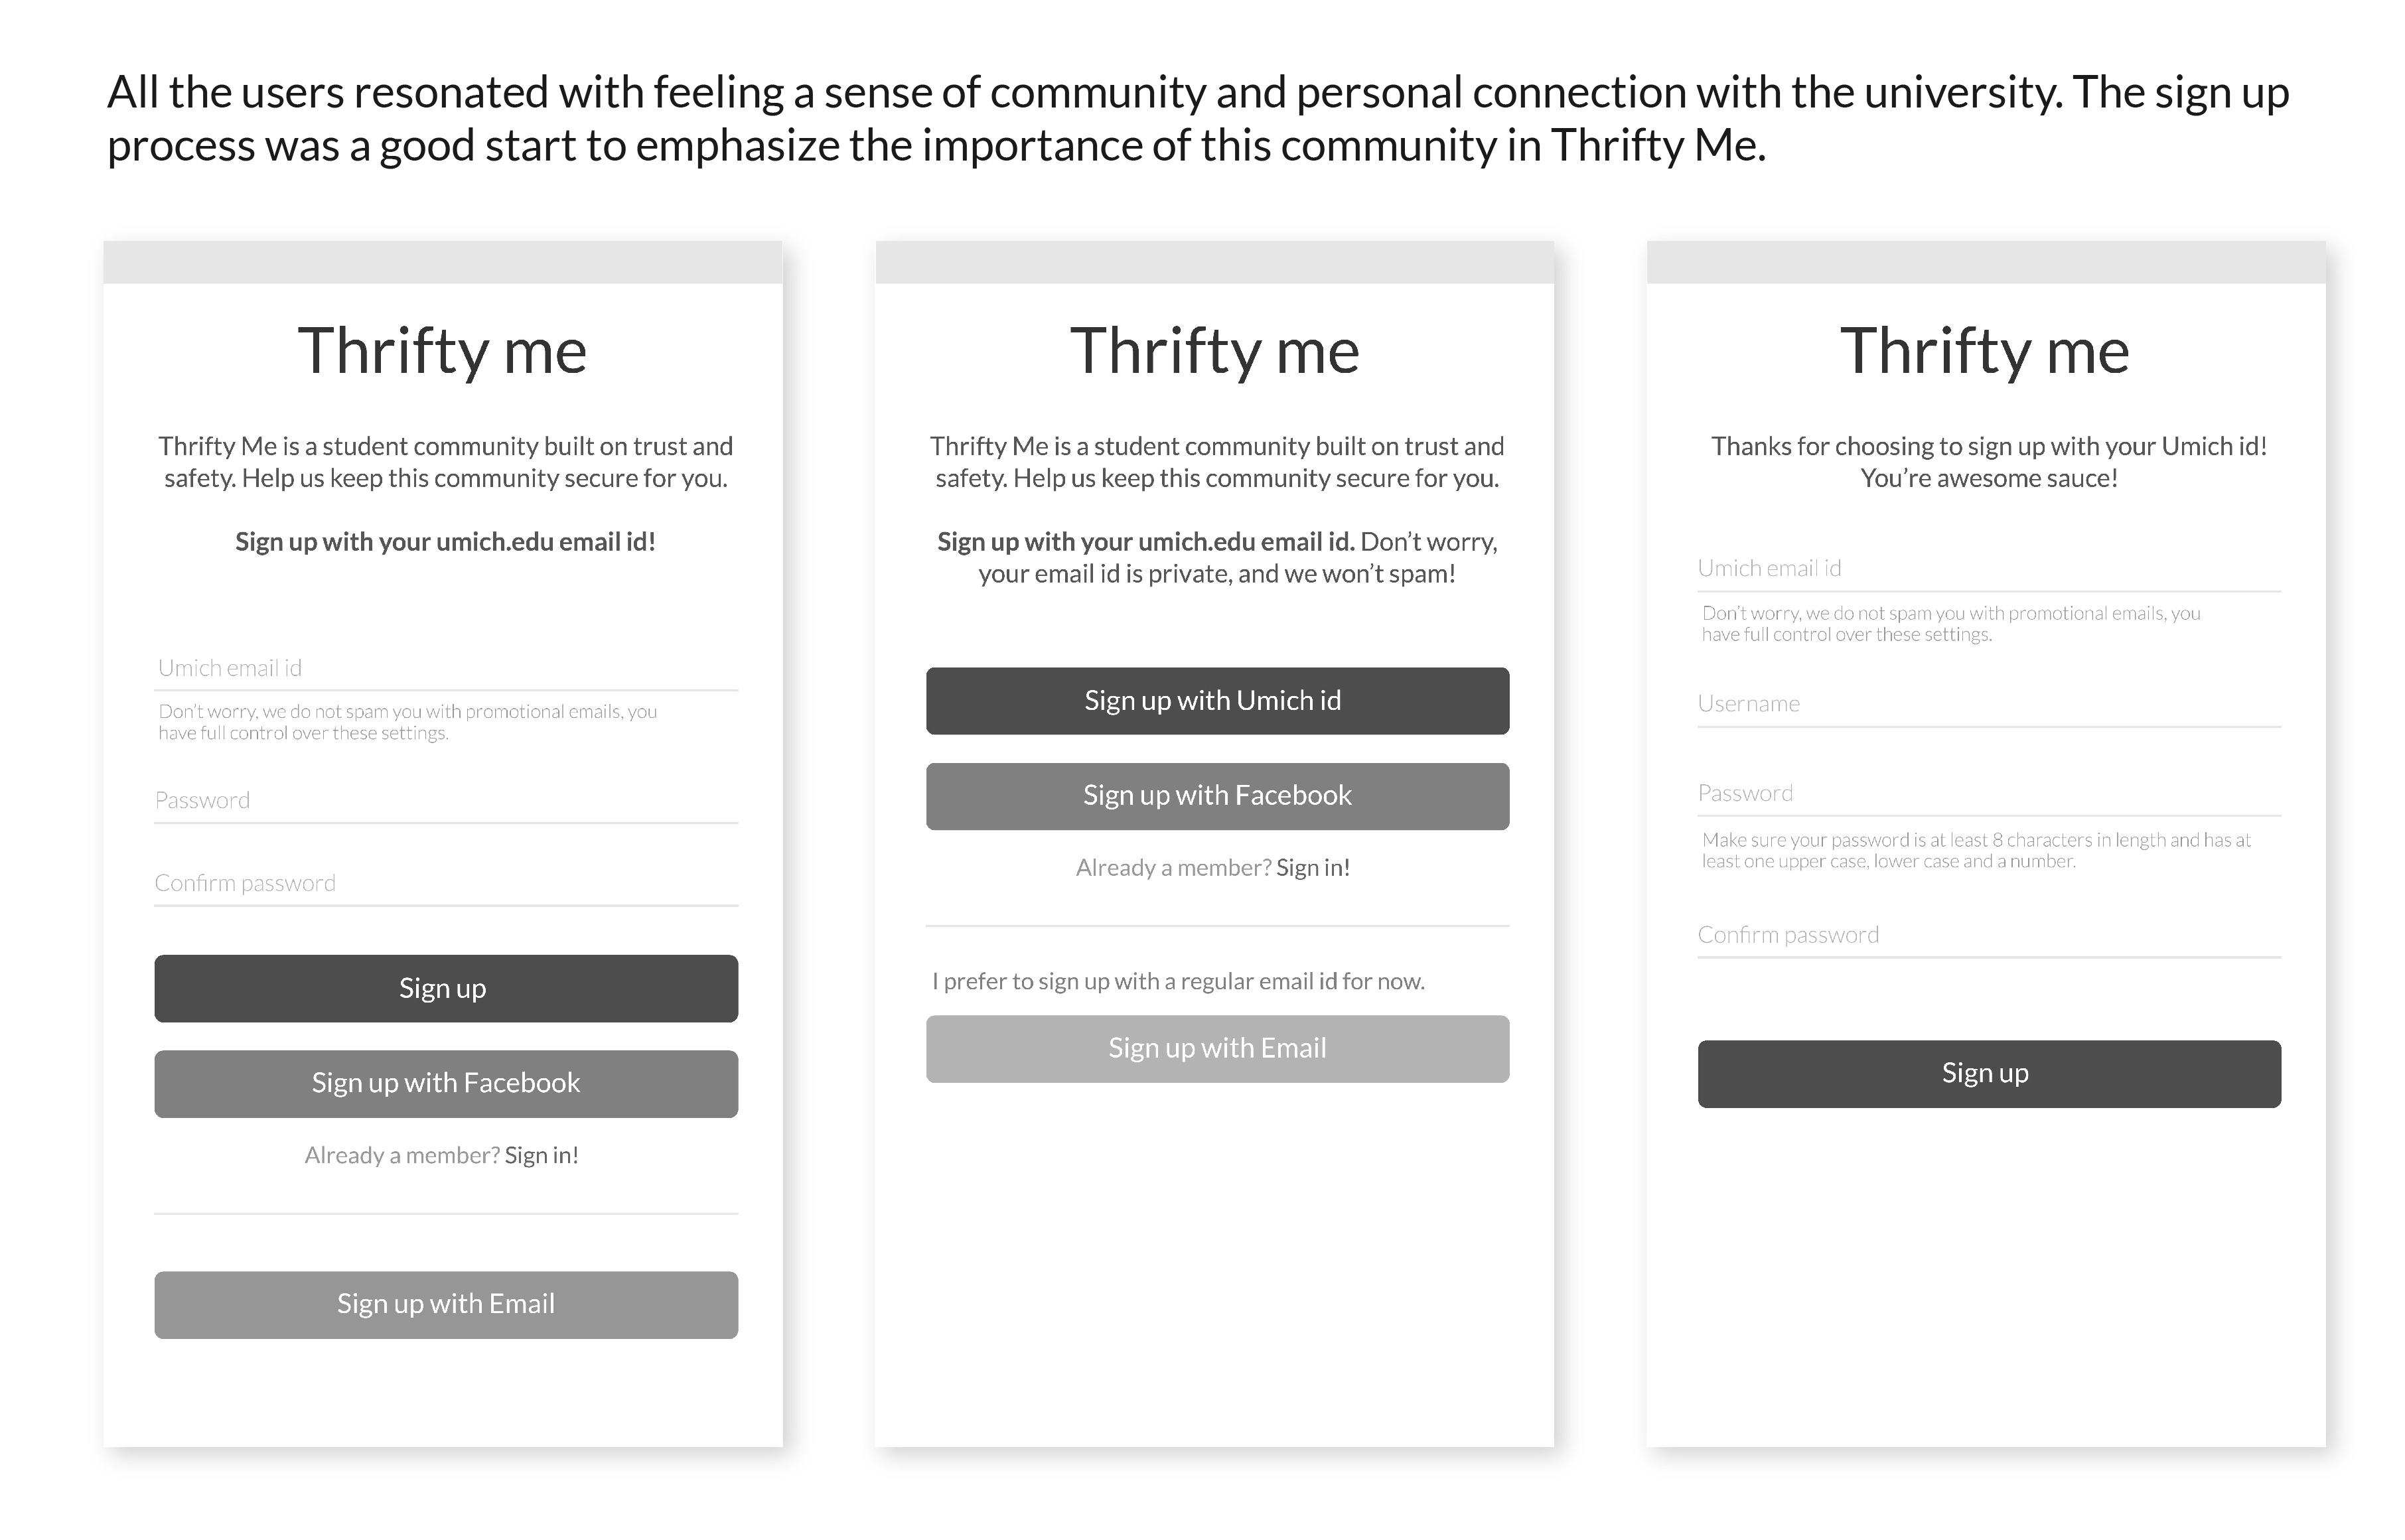 All the users resonated with feeling a sense of community and personal connection with the university. The sign up
process was a good start to emphasize the importance of this community in Thrifty Me.
Thrifty me
Thrifty Me is a student community built on trust and
safety. Help us keep this community secure for you.
Sign up with your umich.edu email id!
Umich email id
Don’t worry, we do not spam you with promotional emails, you
have full control over these settings.
Password
Confirm password
Sign up
Sign up with Facebook
Already a member? Sign in!
Sign up with Email
Thrifty me
Thrifty Me is a student community built on trust and
safety. Help us keep this community secure for you.
Sign up with your umich.edu email id. Don’t worry,
your email id is private, and we won’t spam!
Sign up with Umich id
Sign up with Facebook
Already a member? Sign in!
I prefer to sign up with a regular email id for now.
Sign up with Email
Thrifty me
Thanks for choosing to sign up with your Umich id!
You’re awesome sauce!
Umich email id
Don’t worry, we do not spam you with promotional emails, you
have full control over these settings.
Username
Password
Make sure your password is at least 8 characters in length and has at
least one upper case, lower case and a number.
Confirm password
Sign up